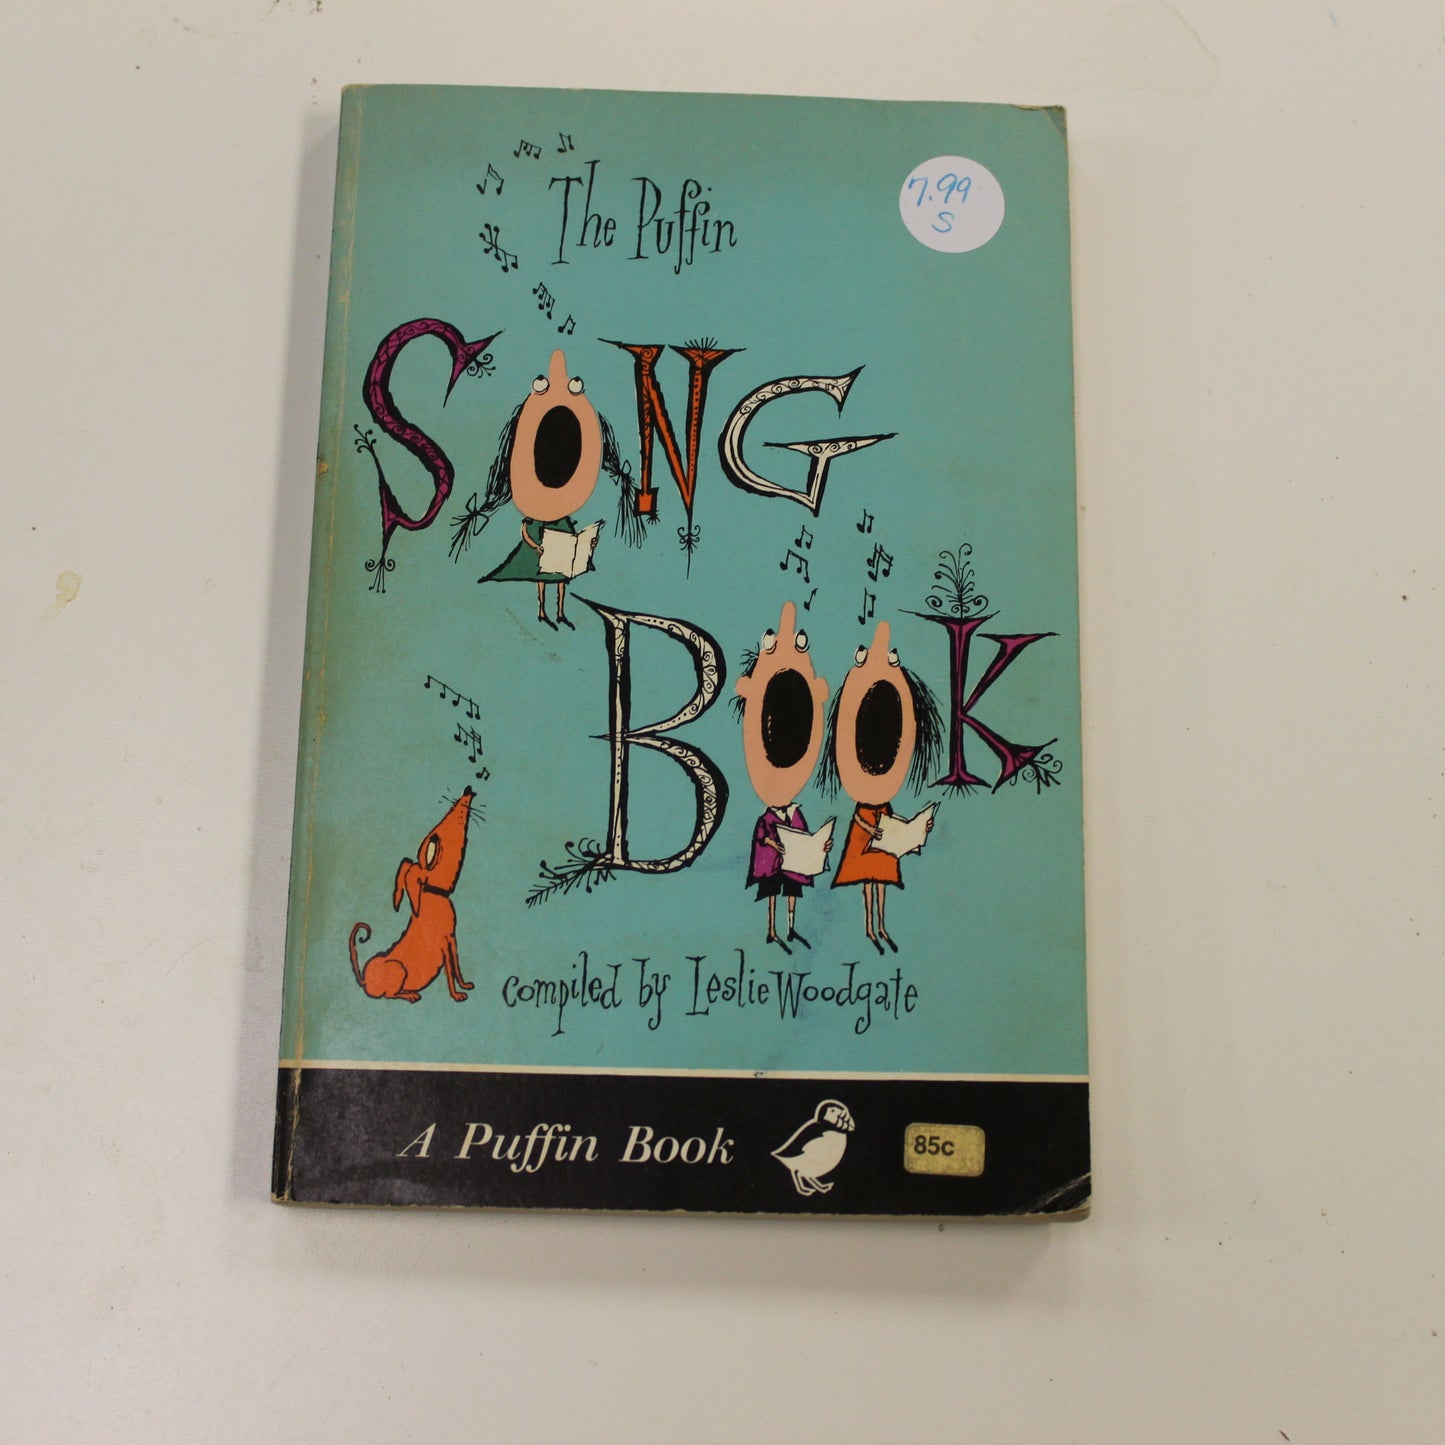 The Puffin
7.99
S
SONG
BOOK
compiled by Leslie Woodgate
A Puffin Book
85c